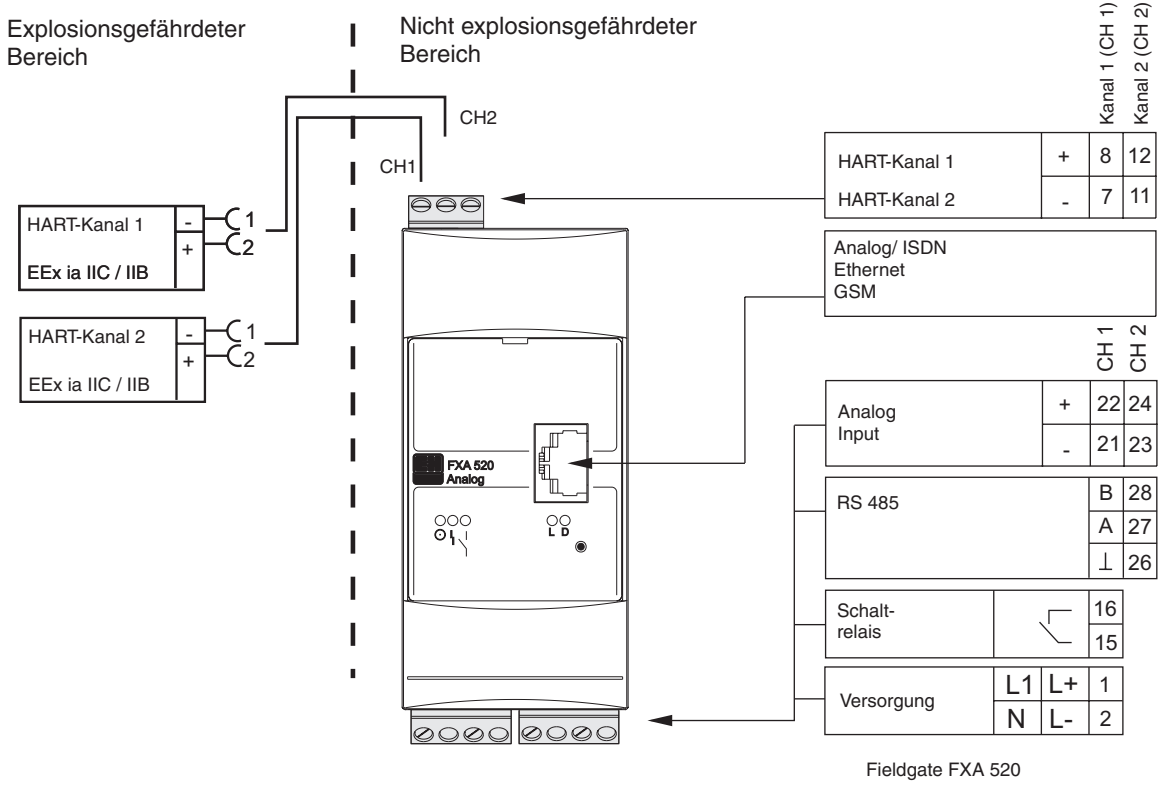 Explosionsgefährdeter
Bereich
Nicht explosionsgefährdeter
Bereich
CH2
CH1
HART-Kanal 1
-
1
+
2
EEx ia IIC / IIB
HART-Kanal 2
-
1
+
2
EEx ia IIC / IIB
FXA 520
Analog
L D
Kanal 1 (CH 1)
Kanal 2 (CH 2)
HART-Kanal 1 + 8 12
HART-Kanal 2 - 7 11
Analog/ ISDN
Ethernet
GSM
CH 1
CH 2
Analog
Input
+ 22 24
- 21 23
RS 485
B 28
A 27
⊥ 26
Schalt-
relais
16
15
Versorgung
L1 L+ 1
N L- 2
Fieldgate FXA 520